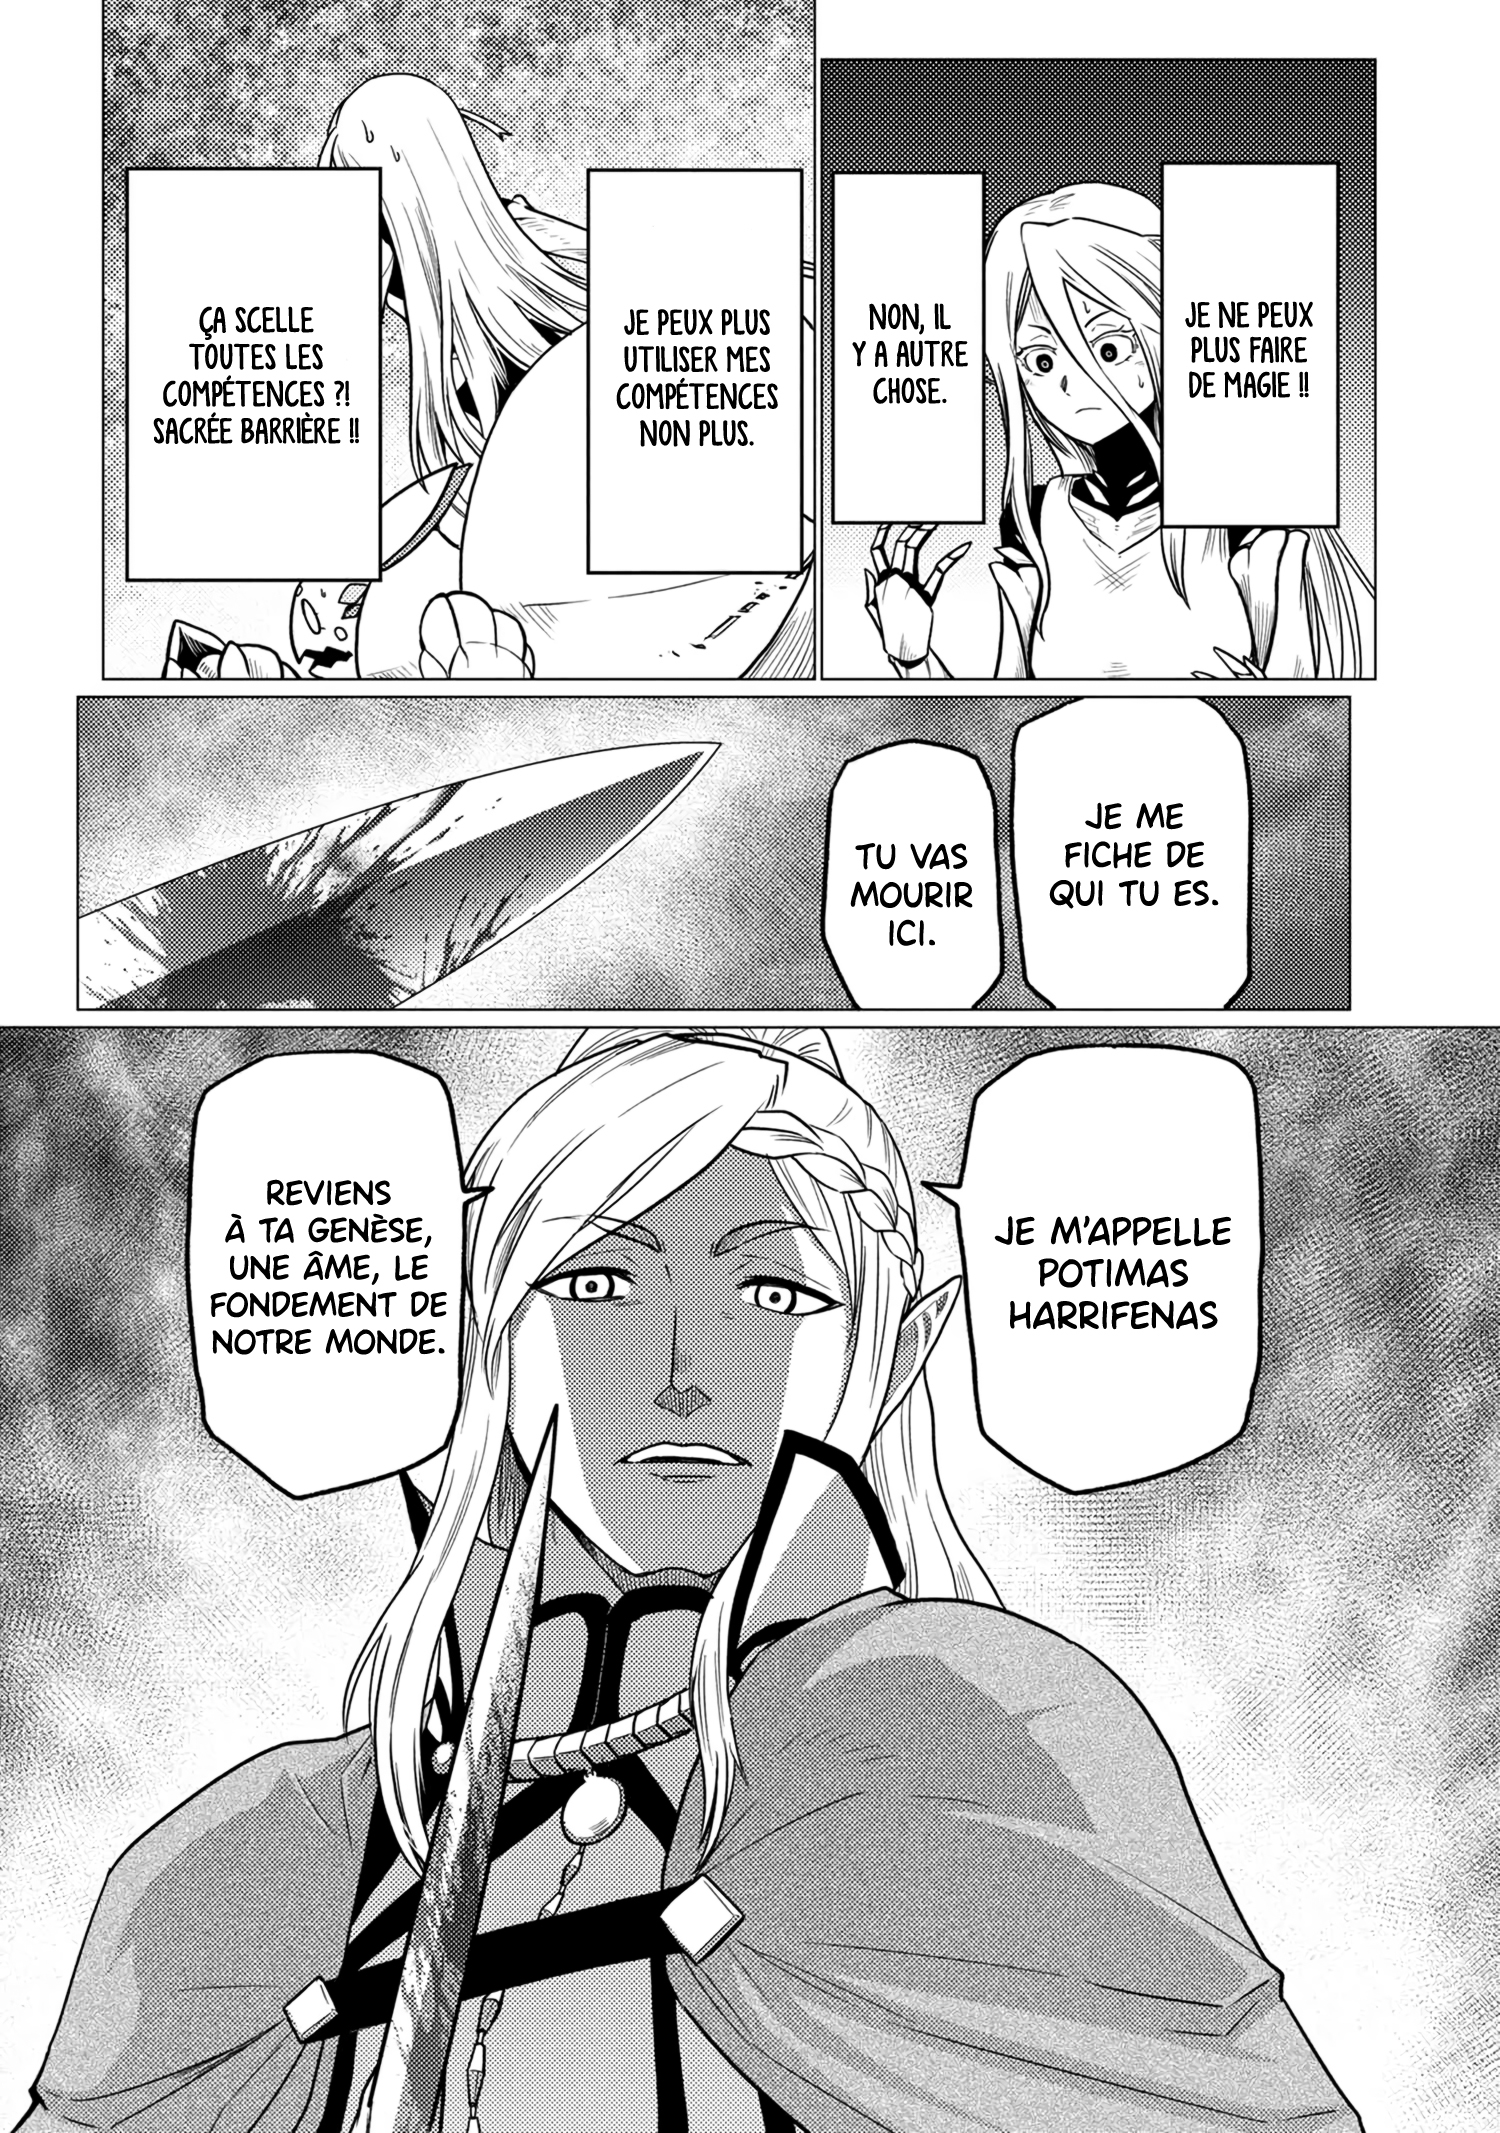 JE NE PEUX
PLUS FAIRE
DE MAGIE !!
NON, IL
Y A AUTRE
CHOSE.
JE PEUX PLUS
UTILISER MES
COMPÉTENCES
NON PLUS.
ÇA SCELLE
TOUTES LES
COMPÉTENCES ?!
SACRÉE BARRIÈRE !!
JE ME
FICHE DE
QUI TU ES.
TU VAS
MOURIR
ICI.
JE M'APPELLE
POTIMAS
HARRIFENAS
REVIENS
À TA GENÈSE,
UNE ÂME, LE
FONDEMENT DE
NOTRE MONDE.